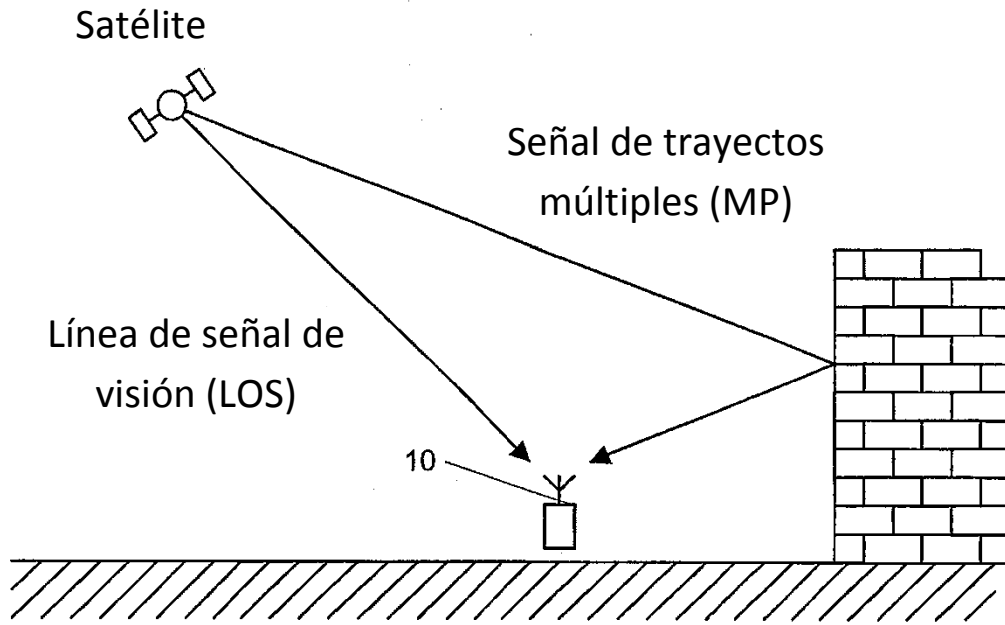 Satélite
Señal de trayectos
múltiples (MP)
Línea de señal de
visión (LOS)
10